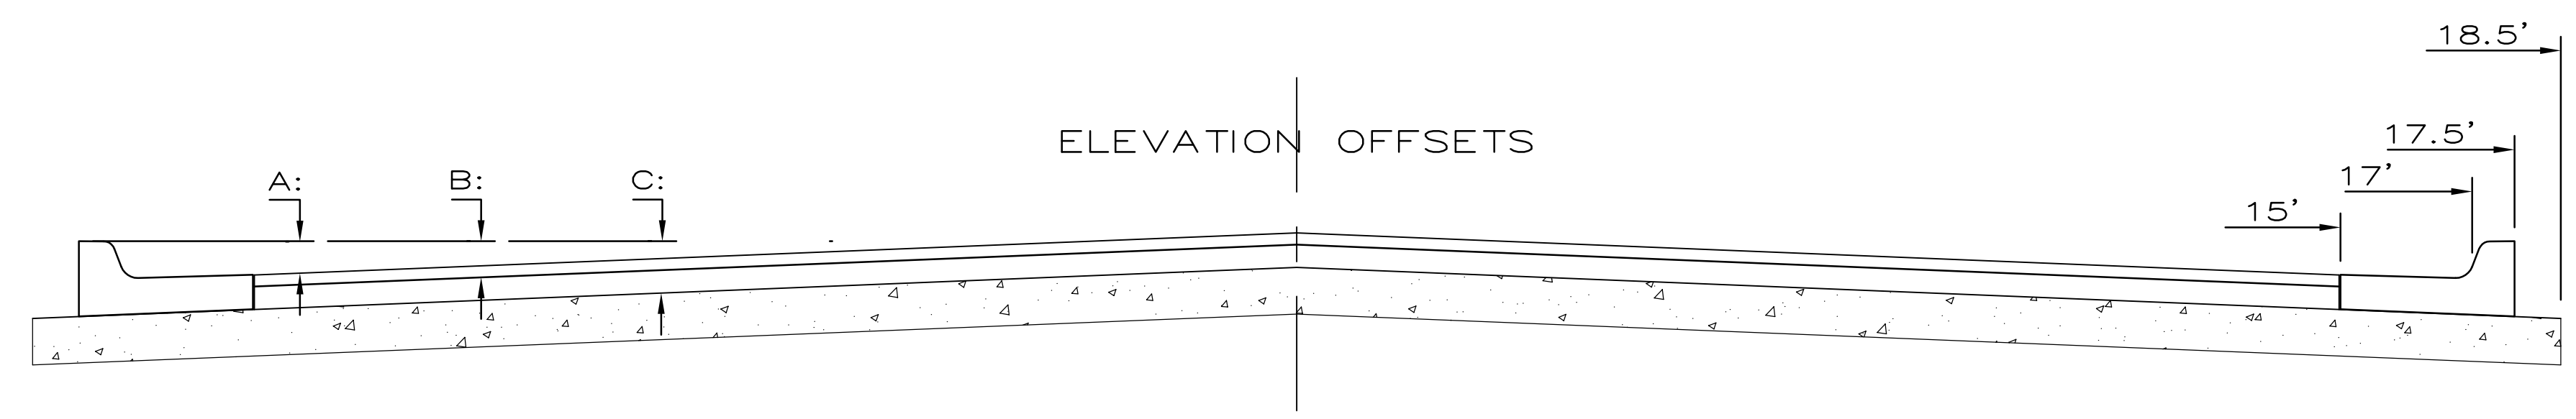 18.5’
ELEVATION OFFSETS
17.5’
A: B: C:
17’
15’